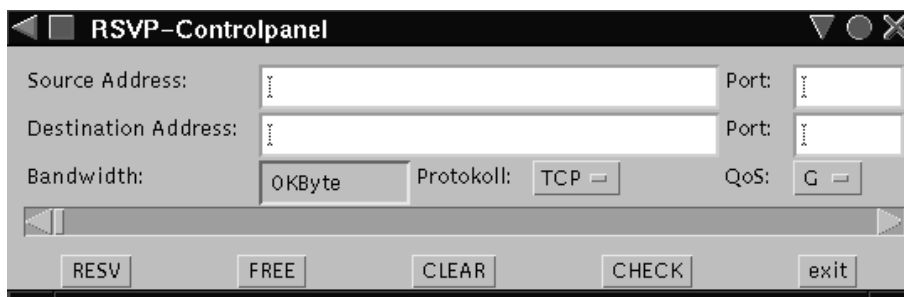 RSVP-Controlpanel
Source Address: Port:
Destination Address: Port:
Bandwidth: 0KByte Protokoll: TCP QoS: G
RESV FREE CLEAR CHECK exit